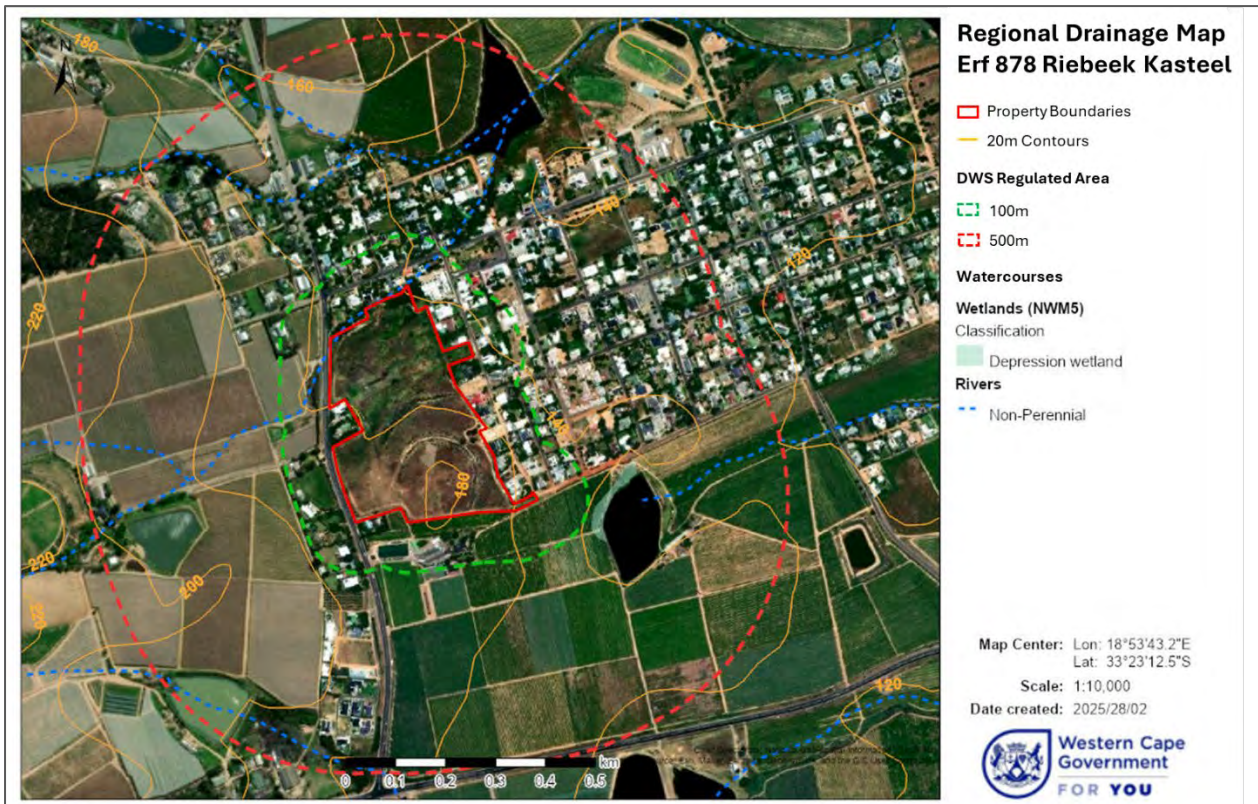 Regional Drainage Map
Erf 878 Riebeek Kasteel
Property Boundaries
20m Contours
DWS Regulated Area
100m
500m
Watercourses
Wetlands (NWM5)
Classification
Depression wetland
Rivers
Non-Perennial
Map Center: Lon: 18°53'43.2"E
Lat: 33°23'12.5"S
Scale: 1:10,000
Date created: 2025/28/02
Western Cape
Government
FOR YOU
N
180
160
140
120
220
140
180
220
200
220
120
km
0 0.1 0.2 0.3 0.4 0.5